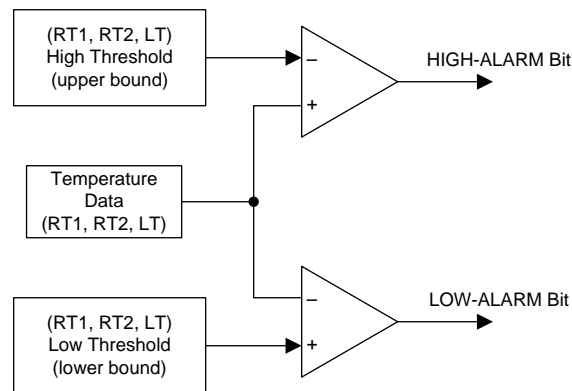 (RT1, RT2, LT)
High Threshold
(upper bound)
–
+
HIGH-ALARM Bit
Temperature
Data
(RT1, RT2, LT)
(RT1, RT2, LT)
Low Threshold
(lower bound)
–
+
LOW-ALARM Bit